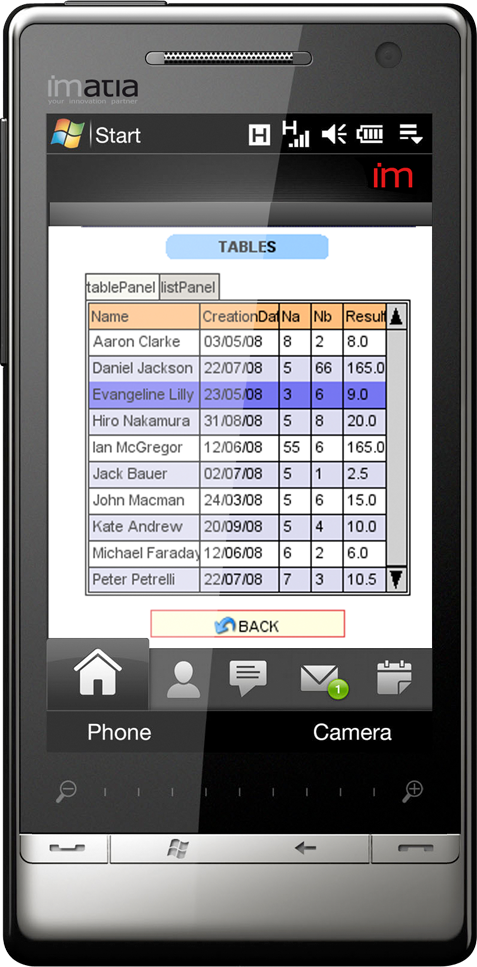 imatia
your innovation partner
Start H H
im
TABLES
tablePanel listPanel
Name CreationDat Na Nb Result
Aaron Clarke 03/05/08 8 2 8.0
Daniel Jackson 22/07/08 5 66 165.0
Evangeline Lilly 23/05/08 3 6 9.0
Hiro Nakamura 31/08/08 5 8 20.0
Ian McGregor 12/06/08 55 6 165.0
Jack Bauer 02/07/08 5 1 2.5
John Macman 24/03/08 5 6 15.0
Kate Andrew 20/09/08 5 4 10.0
Michael Faraday 12/06/08 6 2 6.0
Peter Petrelli 22/07/08 7 3 10.5
BACK
1
Phone Camera